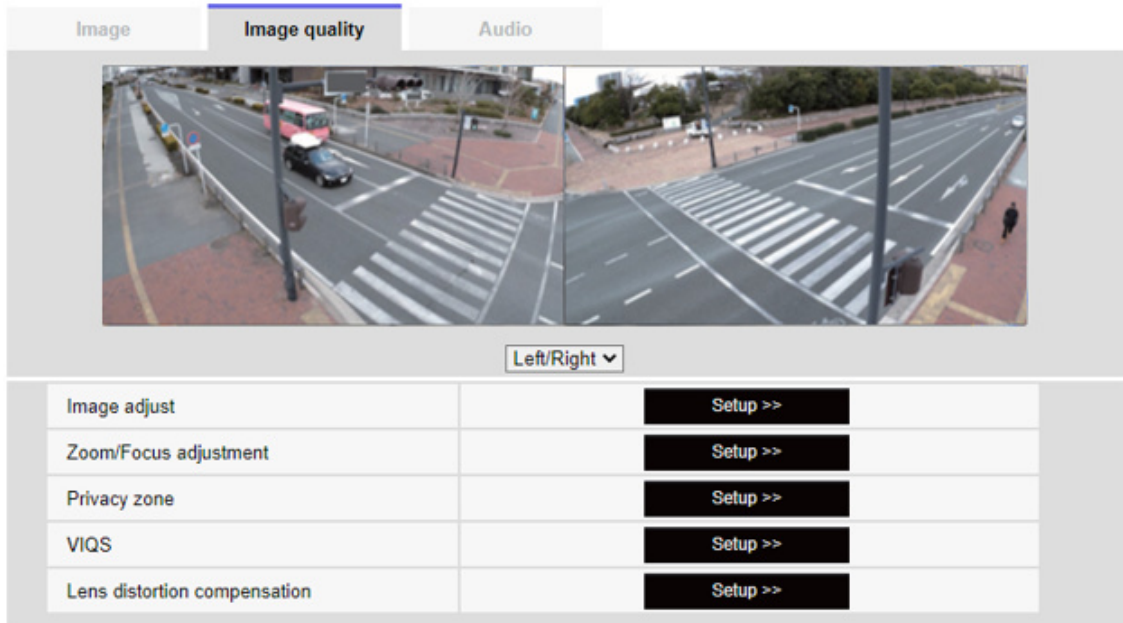 Image Image quality Audio
Left/Right
Image adjust Setup >>
Zoom/Focus adjustment Setup >>
Privacy zone Setup >>
VIQS Setup >>
Lens distortion compensation Setup >>